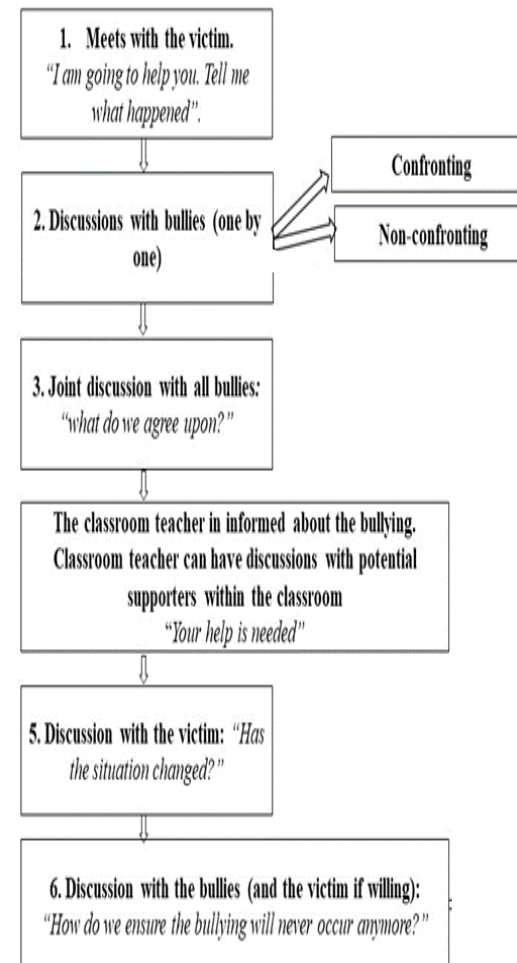 1. Meets with the victim.
“I am going to help you. Tell me
what happened”.
Confronting
2. Discussions with bullies (one by
one)
Non-confronting
3. Joint discussion with all bullies:
“what do we agree upon?”
The classroom teacher in informed about the bullying.
Classroom teacher can have discussions with potential
supporters within the classroom
“Your help is needed”
5. Discussion with the victim: “Has
the situation changed?”
6. Discussion with the bullies (and the victim if willing):
“How do we ensure the bullying will never occur anymore?”